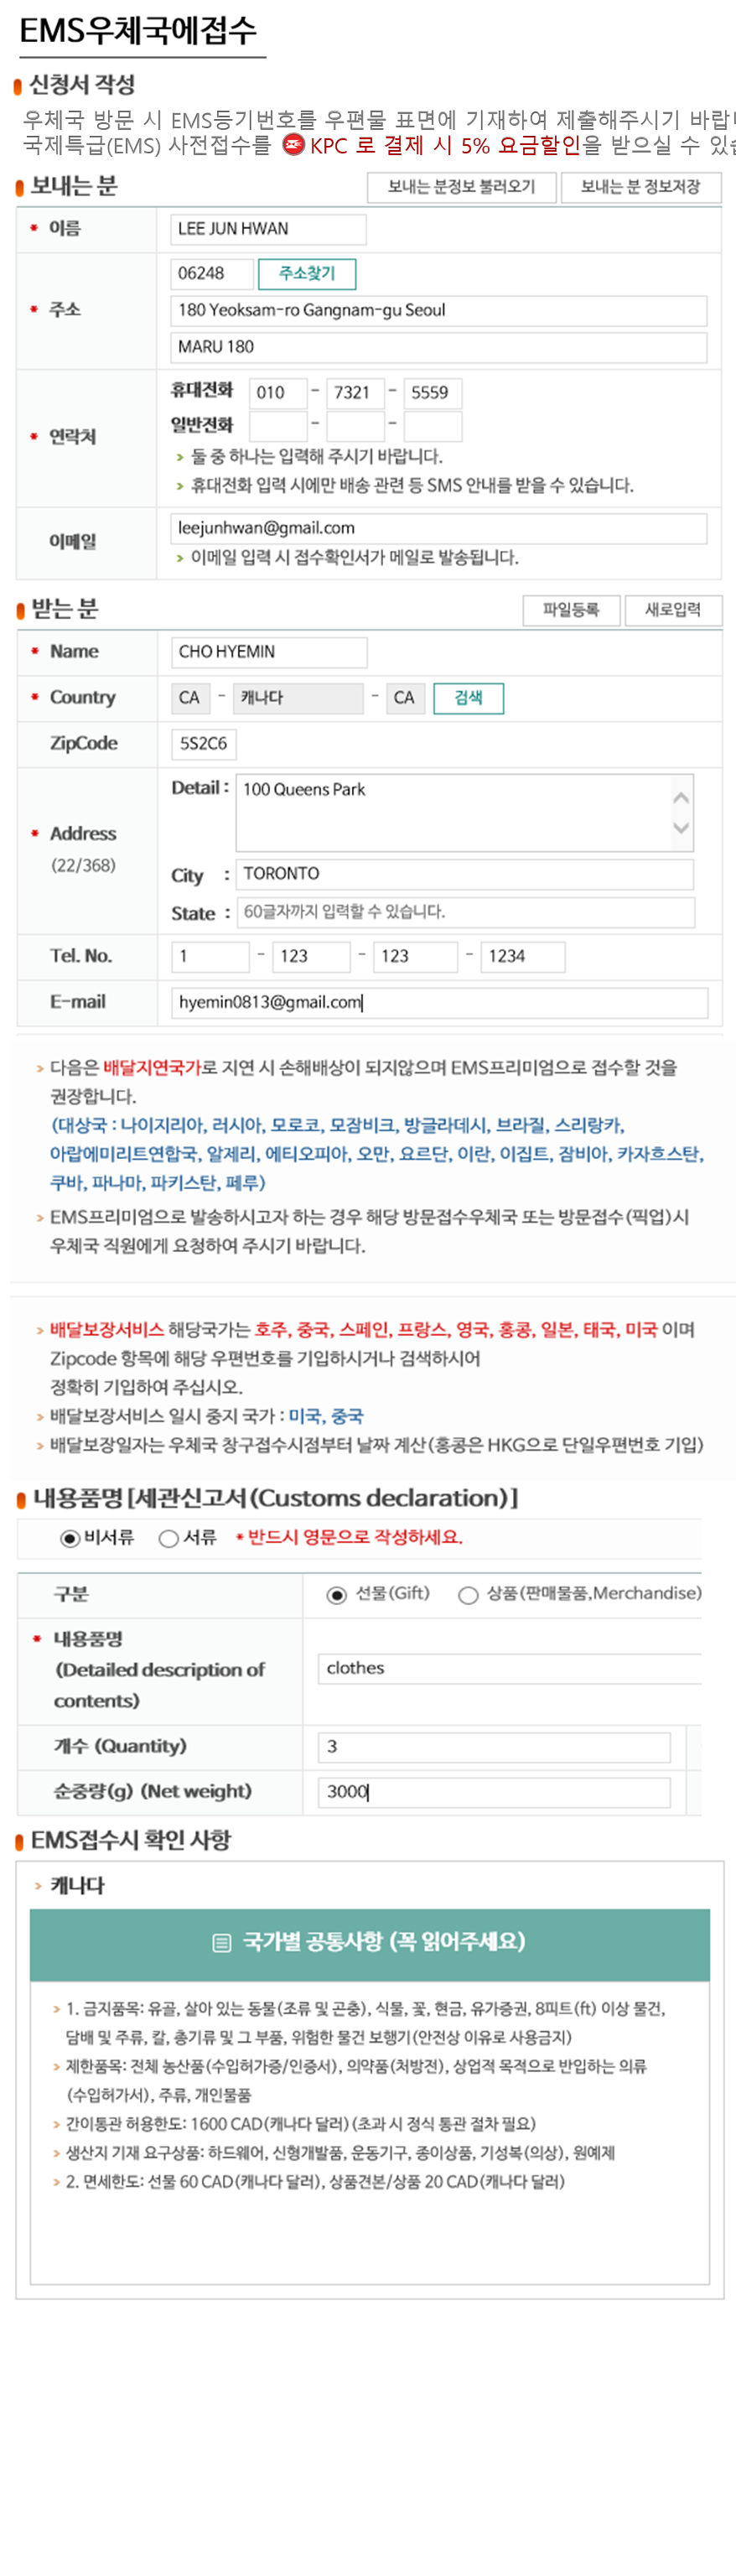 EMS우체국에접수
신청서 작성
우체국 방문 시 EMS등기번호를 우편물 표면에 기재하여 제출해주시기 바랍니
국제특급(EMS) 사전접수를 KPC 로 결제 시 5% 요금할인을 받으실 수 있습
보내는 분 보내는 분정보 불러오기 보내는 분 정보저장
* 이름 LEE JUN HWAN
06248 주소찾기
* 주소 180 Yeoksam-ro Gangnam-gu Seoul
MARU 180
휴대전화 010 - 7321 - 5559
일반전화 - -
* 연락처
> 둘 중 하나는 입력해 주시기 바랍니다.
> 휴대전화 입력 시에만 배송 관련 등 SMS 안내를 받을 수 있습니다.
이메일 leejunhwan@gmail.com
> 이메일 입력 시 접수확인서가 메일로 발송됩니다.
받는 분 파일등록 새로입력
* Name CHO HYEMIN
* Country CA - 캐나다 - CA 검색
ZipCode 5S2C6
Detail : 100 Queens Park
* Address
(22/368)
City : TORONTO
State : 60글자까지 입력할 수 있습니다.
Tel. No. 1 - 123 - 123 - 1234
E-mail hyemin0813@gmail.com
> 다음은 배달지연국가로 지연 시 손해배상이 되지않으며 EMS프리미엄으로 접수할 것을
권장합니다.
(대상국 : 나이지리아, 러시아, 모로코, 모잠비크, 방글라데시, 브라질, 스리랑카,
아랍에미리트연합국, 알제리, 에티오피아, 오만, 요르단, 이란, 이집트, 잠비아, 카자흐스탄,
쿠바, 파나마, 파키스탄, 페루)
> EMS프리미엄으로 발송하시고자 하는 경우 해당 방문접수우체국 또는 방문접수(픽업)시
우체국 직원에게 요청하여 주시기 바랍니다.
> 배달보장서비스 해당국가는 호주, 중국, 스페인, 프랑스, 영국, 홍콩, 일본, 태국, 미국 이며
Zipcode 항목에 해당 우편번호를 기입하시거나 검색하시어
정확히 기입하여 주십시오.
> 배달보장서비스 일시 중지 국가 : 미국, 중국
> 배달보장일자는 우체국 창구접수시점부터 날짜 계산(홍콩은 HKG으로 단일우편번호 기입)
내용품명 [세관신고서(Customs declaration)]
비서류 서류 * 반드시 영문으로 작성하세요.
구분 선물(Gift) 상품(판매물품,Merchandise)
* 내용품명
(Detailed description of clothes
contents)
개수 (Quantity) 3
순중량(g) (Net weight) 3000
EMS접수시 확인 사항
> 캐나다
국가별 공통사항 (꼭 읽어주세요)
> 1. 금지품목: 유골, 살아 있는 동물(조류 및 곤충), 식물, 꽃, 현금, 유가증권, 8피트(ft) 이상 물건,
담배 및 주류, 칼, 총기류 및 그 부품, 위험한 물건 보행기(안전상 이유로 사용금지)
> 제한품목: 전체 농산품(수입허가증/인증서), 의약품(처방전), 상업적 목적으로 반입하는 의류
(수입허가서), 주류, 개인물품
> 간이통관 허용한도: 1600 CAD(캐나다 달러) (초과 시 정식 통관 절차 필요)
> 생산지 기재 요구상품: 하드웨어, 신형개발품, 운동기구, 종이상품, 기성복(의상), 원예제
> 2. 면세한도: 선물 60 CAD(캐나다 달러), 상품견본/상품 20 CAD(캐나다 달러)